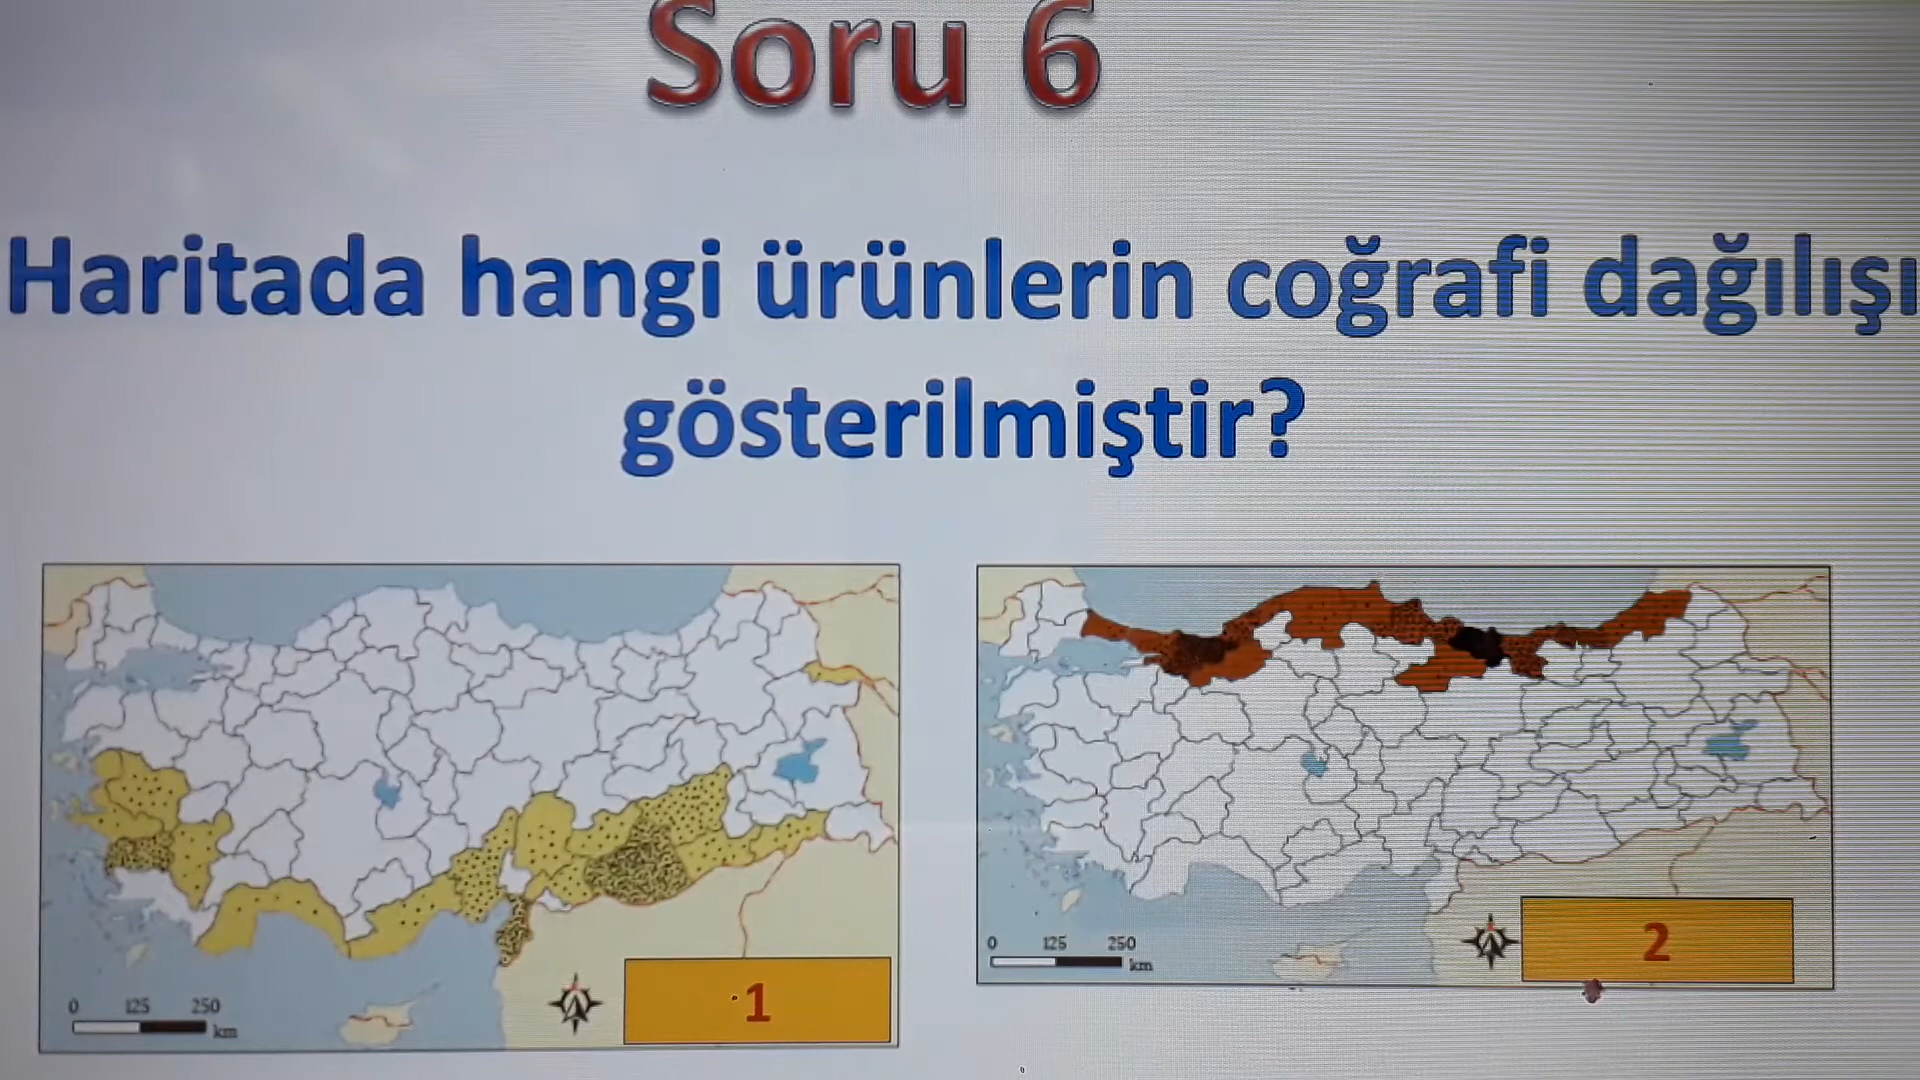 Soru 6
Haritada hangi ürünlerin coğrafi dağılışı
gösterilmiştir?
0 125 250
km
1
0 125 250
km
2